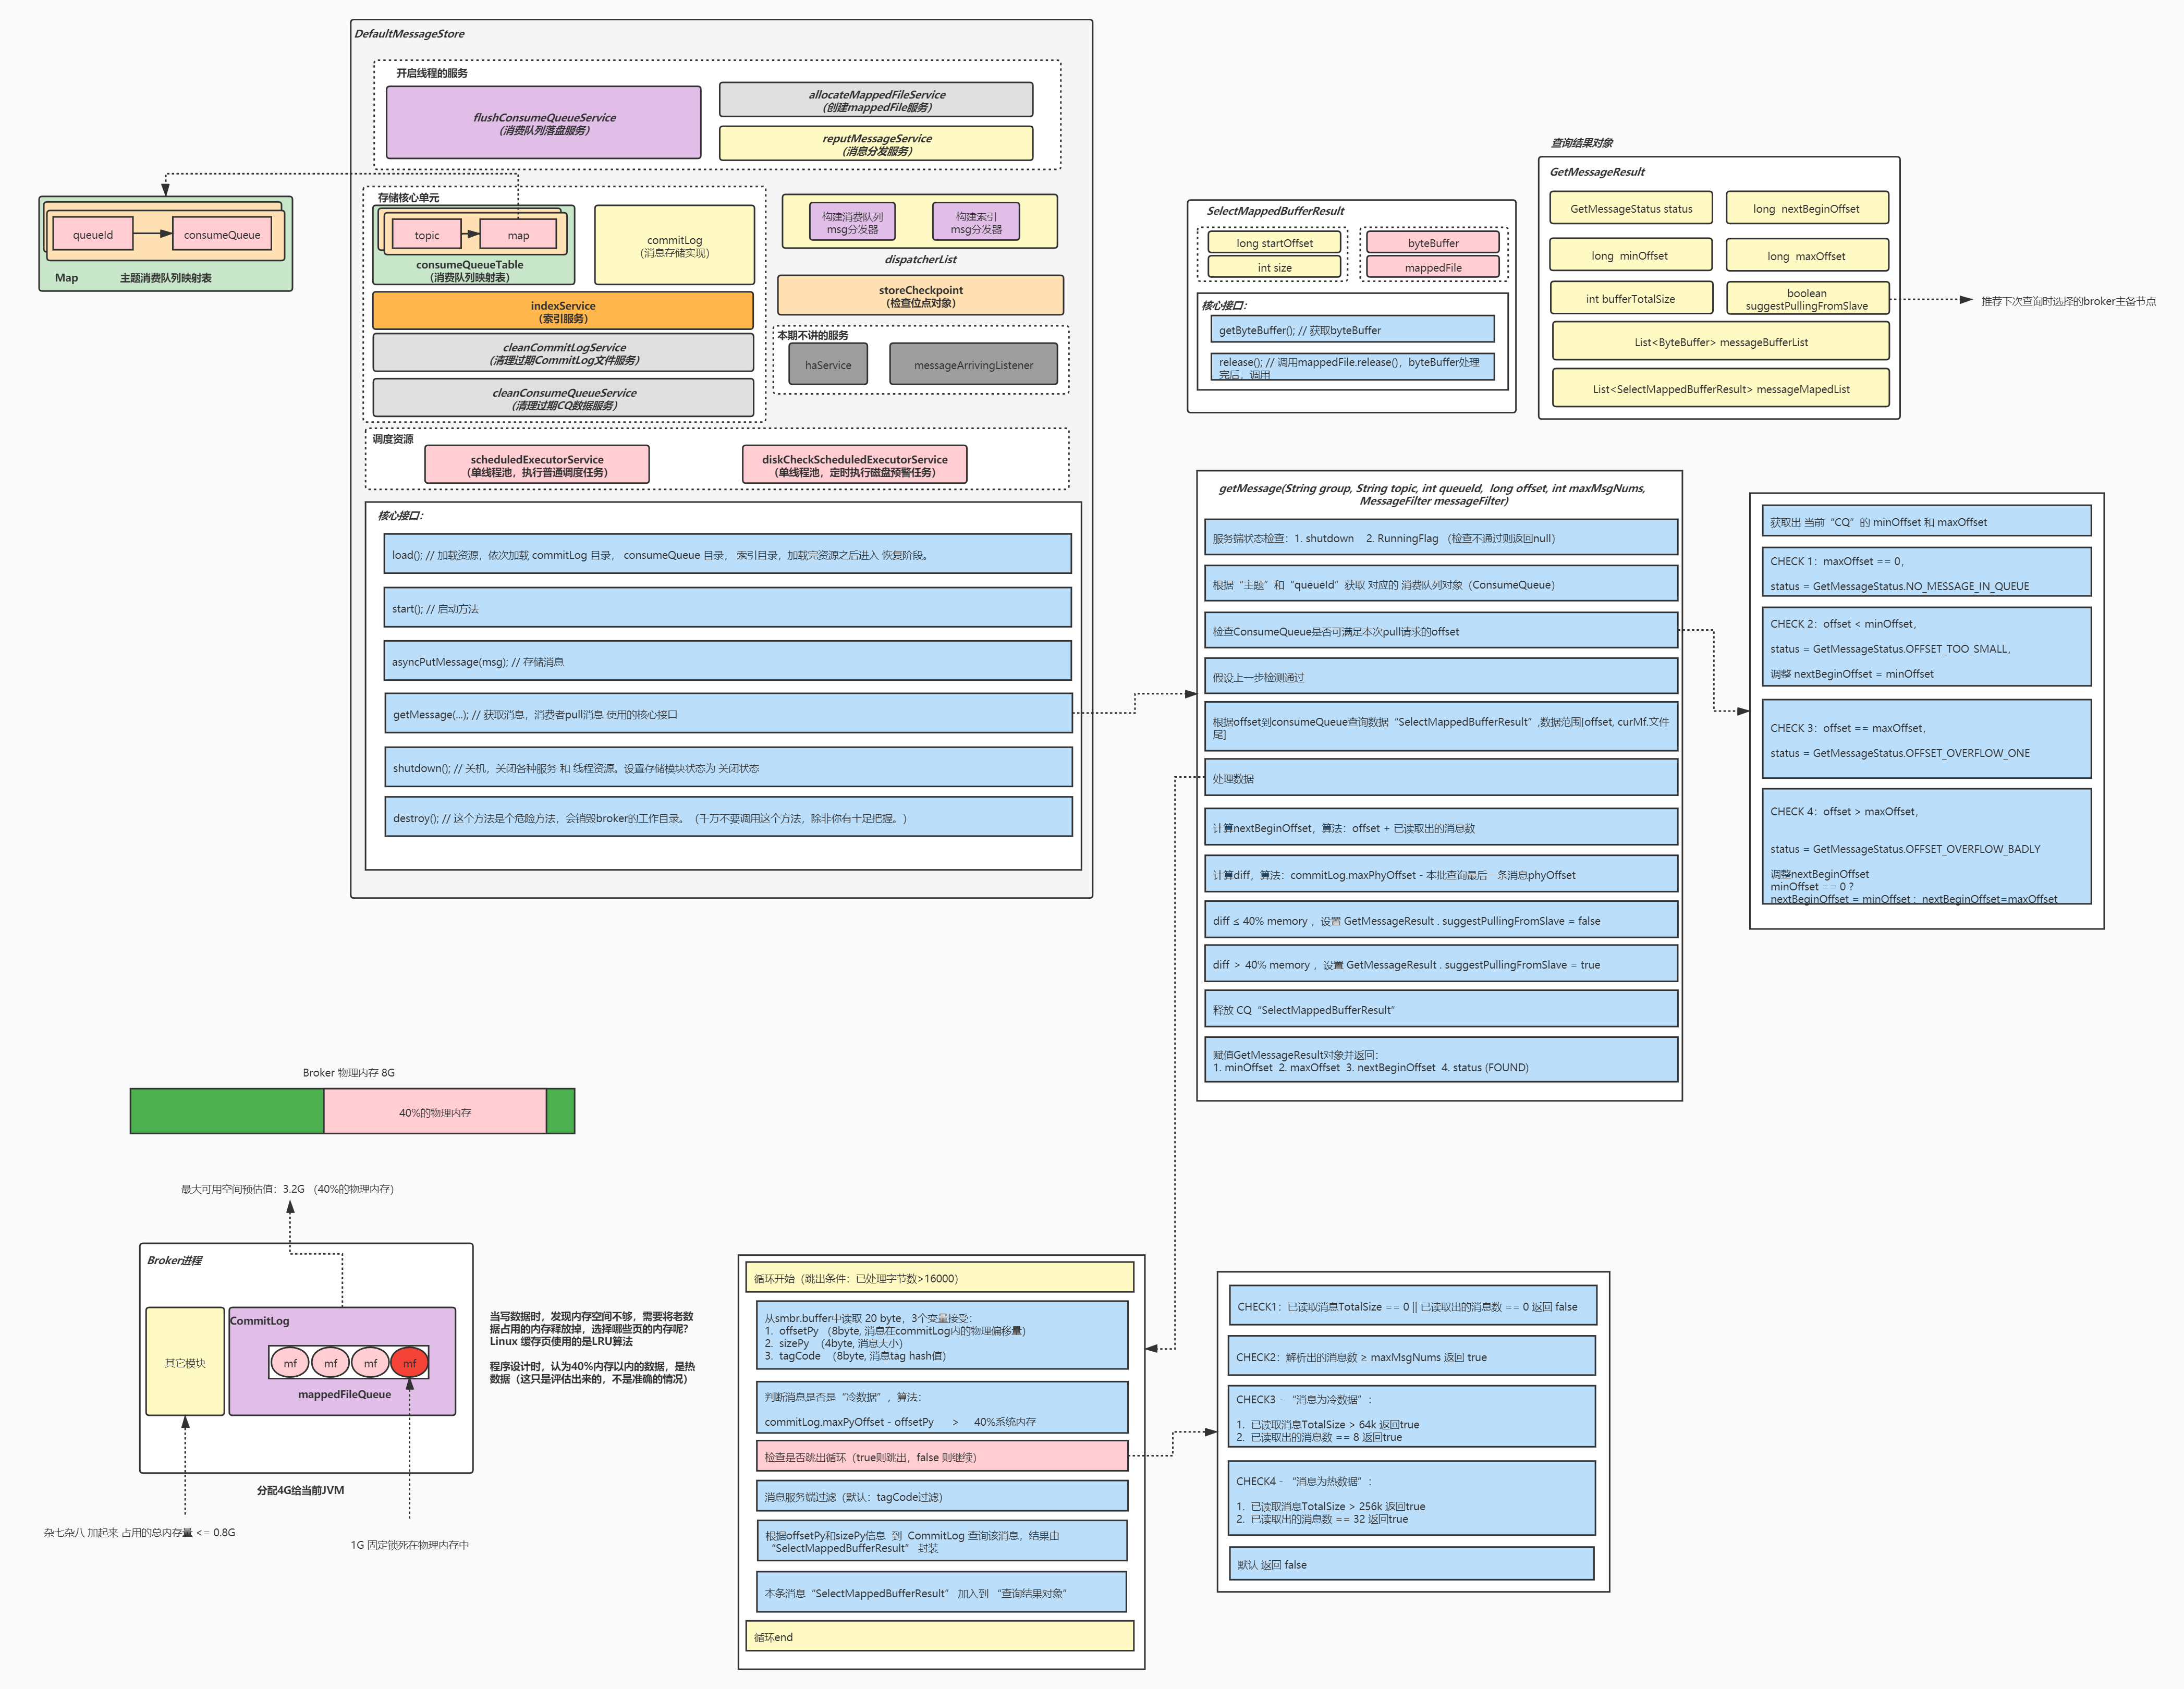 DefaultMessageStore
开启线程的服务
flushConsumeQueueService
（消费队列落盘服务）
allocateMappedFileService
（创建mappedFile服务）
reputMessageService
（消息分发服务）
queueId
consumeQueue
Map
主题消费队列映射表
存储核心单元
topic
map
consumeQueueTable
（消费队列映射表）
commitLog
（消息存储实现）
indexService
（索引服务）
cleanCommitLogService
（清理过期CommitLog文件服务）
cleanConsumeQueueService
（清理过期CQ数据服务）
构建消费队列
msg分发器
构建索引
msg分发器
dispatcherList
storeCheckpoint
（检查位点对象）
本期不讲的服务
haService
messageArrivingListener
调度资源
scheduledExecutorService
（单线程池，执行普通调度任务）
diskCheckScheduledExecutorService
（单线程池，定时执行磁盘预警任务）
核心接口：
load(); // 加载资源，依次加载 commitLog 目录， consumeQueue 目录， 索引目录，加载完资源之后进入 恢复阶段。
start(); // 启动方法
asyncPutMessage(msg); // 存储消息
getMessage(...); // 获取消息，消费者pull消息 使用的核心接口
shutdown(); // 关机，关闭各种服务 和 线程资源。设置存储模块状态为 关闭状态
destroy(); // 这个方法是个危险方法，会销毁broker的工作目录。（千万不要调用这个方法，除非你有十足把握。）
SelectMappedBufferResult
long startOffset
int size
byteBuffer
mappedFile
核心接口：
getByteBuffer(); // 获取byteBuffer
release(); // 调用mappedFile.release()，byteBuffer处理
完后，调用
查询结果对象
GetMessageResult
GetMessageStatus status
long nextBeginOffset
long minOffset
long maxOffset
int bufferTotalSize
boolean
suggestPullingFromSlave
List<ByteBuffer> messageBufferList
List<SelectMappedBufferResult> messageMapedList
推荐下次查询时选择的broker主备节点
getMessage(String group, String topic, int queueId, long offset, int maxMsgNums,
MessageFilter messageFilter)
服务端状态检查：1. shutdown 2. RunningFlag （检查不通过则返回null）
根据“主题”和“queueId”获取 对应的 消费队列对象（ConsumeQueue）
检查ConsumeQueue是否可满足本次pull请求的offset
假设上一步检测通过
根据offset到consumeQueue查询数据“SelectMappedBufferResult”,数据范围[offset, curMf.文件
尾]
处理数据
计算nextBeginOffset，算法：offset + 已读取出的消息数
计算diff，算法：commitLog.maxPhyOffset - 本批查询最后一条消息phyOffset
diff ≤ 40% memory ，设置 GetMessageResult . suggestPullingFromSlave = false
diff ＞ 40% memory ，设置 GetMessageResult . suggestPullingFromSlave = true
释放 CQ“SelectMappedBufferResult”
赋值GetMessageResult对象并返回：
1. minOffset 2. maxOffset 3. nextBeginOffset 4. status (FOUND)
获取出 当前“CQ”的 minOffset 和 maxOffset
CHECK 1：maxOffset == 0，
status = GetMessageStatus.NO_MESSAGE_IN_QUEUE
CHECK 2：offset < minOffset，
status = GetMessageStatus.OFFSET_TOO_SMALL，
调整 nextBeginOffset = minOffset
CHECK 3：offset == maxOffset，
status = GetMessageStatus.OFFSET_OVERFLOW_ONE
CHECK 4：offset > maxOffset，
status = GetMessageStatus.OFFSET_OVERFLOW_BADLY
调整nextBeginOffset
minOffset == 0 ?
nextBeginOffset = minOffset： nextBeginOffset=maxOffset
Broker 物理内存 8G
40%的物理内存
最大可用空间预估值：3.2G （40%的物理内存）
Broker进程
其它模块
CommitLog
mf
mf
mf
mf
mappedFileQueue
分配4G给当前JVM
杂七杂八 加起来 占用的总内存量 <= 0.8G
1G 固定锁死在物理内存中
当写数据时，发现内存空间不够，需要将老数
据占用的内存释放掉，选择哪些页的内存呢？
Linux 缓存页使用的是LRU算法
程序设计时，认为40%内存以内的数据，是热
数据（这只是评估出来的，不是准确的情况）
循环开始（跳出条件：已处理字节数>16000）
从smbr.buffer中读取 20 byte，3个变量接受：
1. offsetPy （8byte, 消息在commitLog内的物理偏移量）
2. sizePy （4byte, 消息大小）
3. tagCode （8byte, 消息tag hash值）
判断消息是否是“冷数据”，算法：
commitLog.maxPyOffset - offsetPy > 40%系统内存
检查是否跳出循环（true则跳出，false 则继续）
消息服务端过滤（默认：tagCode过滤）
根据offsetPy和sizePy信息 到 CommitLog 查询该消息，结果由
“SelectMappedBufferResult” 封装
本条消息“SelectMappedBufferResult” 加入到 “查询结果对象”
循环end
CHECK1：已读取消息TotalSize == 0 || 已读取出的消息数 == 0 返回 false
CHECK2：解析出的消息数 ≥ maxMsgNums 返回 true
CHECK3 - “消息为冷数据”：
1. 已读取消息TotalSize > 64k 返回true
2. 已读取出的消息数 == 8 返回true
CHECK4 - “消息为热数据”：
1. 已读取消息TotalSize > 256k 返回true
2. 已读取出的消息数 == 32 返回true
默认 返回 false